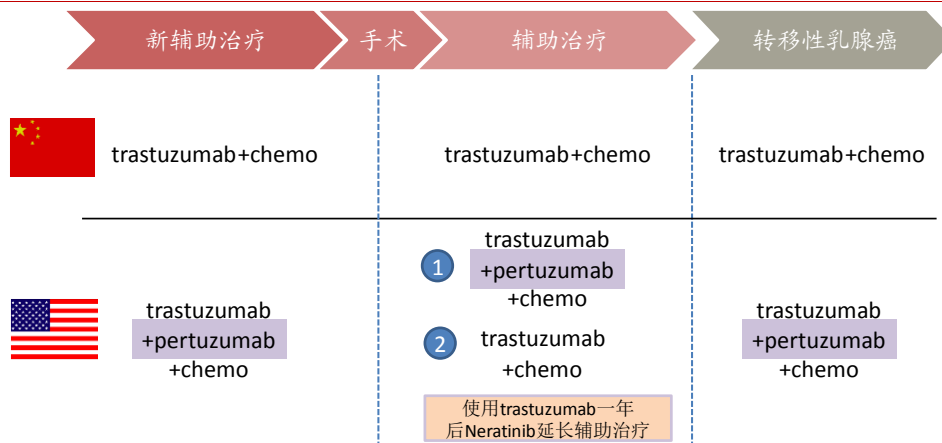 新辅助治疗
手术
辅助治疗
转移性乳腺癌
trastuzumab+chemo
trastuzumab+chemo
trastuzumab+chemo
trastuzumab
+pertuzumab
+chemo
1
trastuzumab
+pertuzumab
+chemo
2
trastuzumab
+chemo
使用trastuzumab一年
后Neratinib延长辅助治疗
trastuzumab
+pertuzumab
+chemo